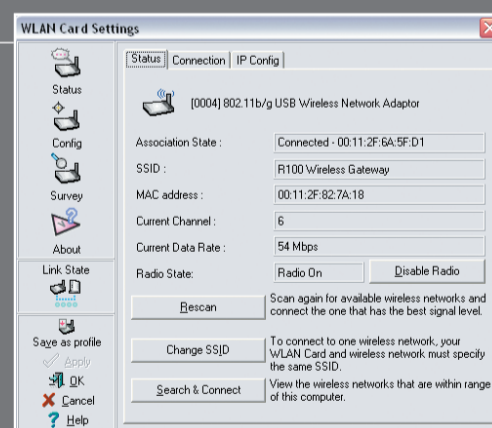 WLAN Card Settings
Status
Config
Survey
About
Link State
Save as profile
Apply
OK
Cancel
Help
Status Connection IP Config
[0004] 802.11b/g USB Wireless Network Adaptor
Association State : Connected - 00:11:2F:6A:5F:D1
SSID : R100 Wireless Gateway
MAC address : 00:11:2F:82:7A:18
Current Channel : 6
Current Data Rate : 54 Mbps
Radio State: Radio On Disable Radio
Rescan
Scan again for available wireless networks and
connect the one that has the best signal level.
Change SSID
To connect to one wireless network, your
WLAN Card and wireless network must specify
the same SSID.
Search & Connect
View the wireless networks that are within range
of this computer.